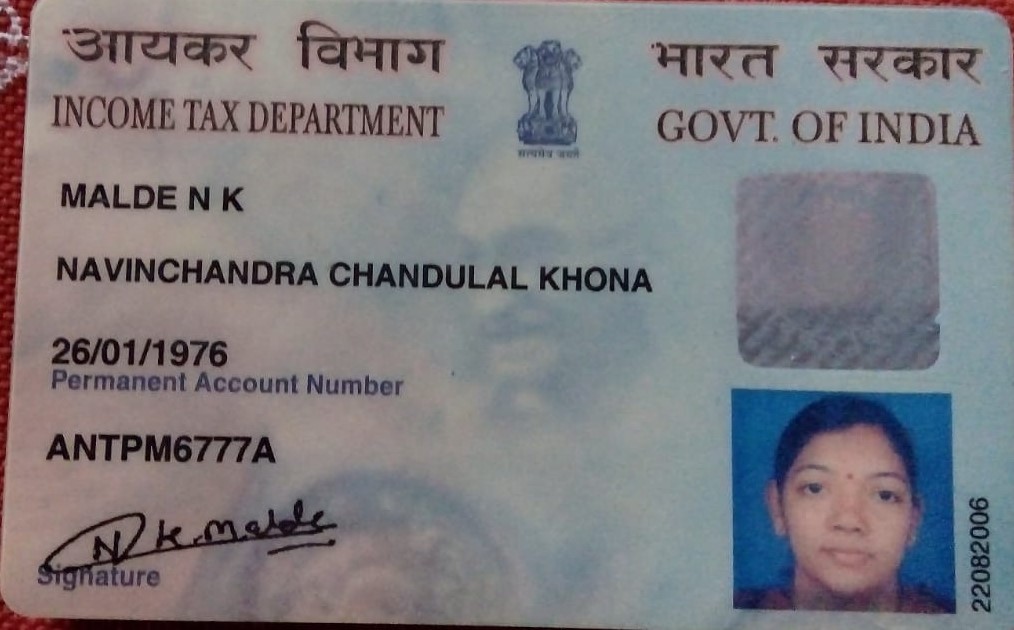 आयकर विभाग
INCOME TAX DEPARTMENT
भारत सरकार
GOVT. OF INDIA
सत्यमेव जयते
MALDE N K
NAVINCHANDRA CHANDULAL KHONA
26/01/1976
Permanent Account Number
ANTPM6777A
N K. Malde
Signature
22082006